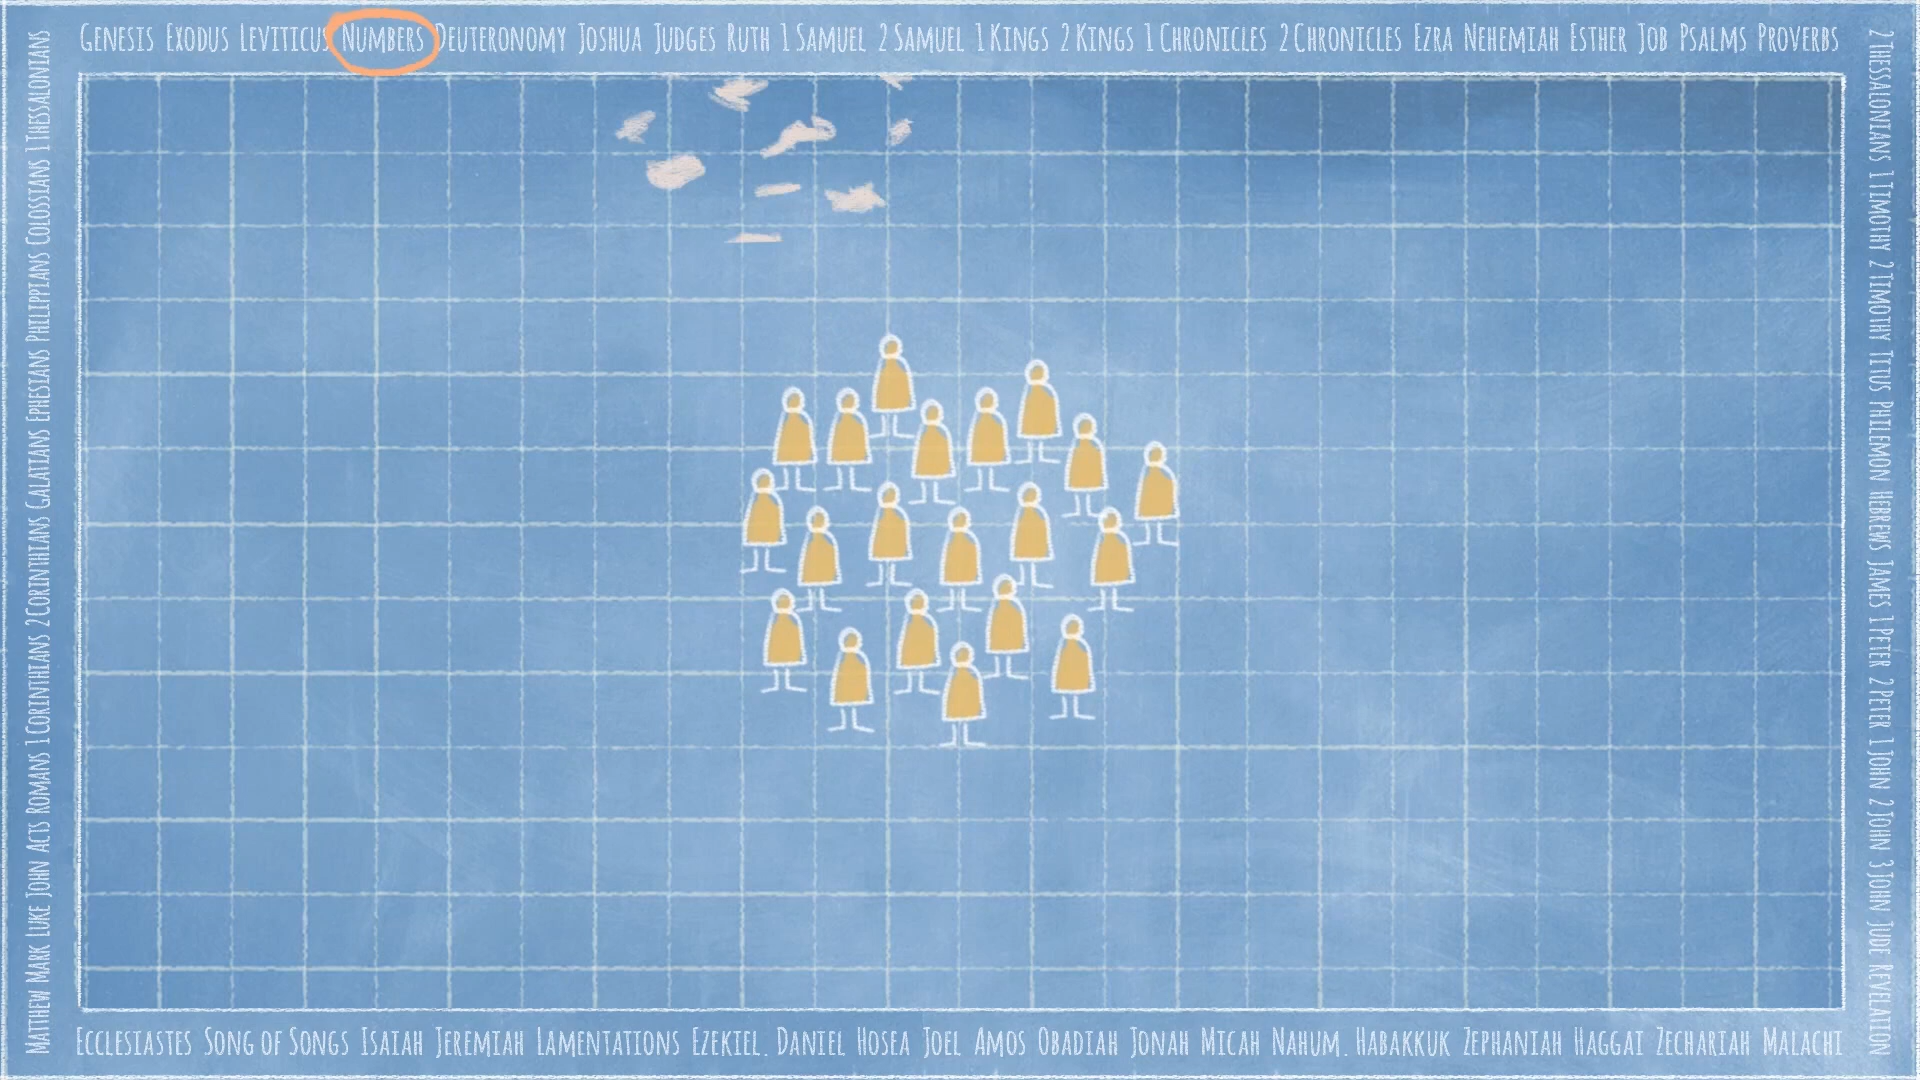 Genesis Exodus Leviticus Numbers Deuteronomy Joshua Judges Ruth 1 Samuel 2 Samuel 1 Kings 2 Kings 1 Chronicles 2 Chronicles Ezra Nehemiah Esther Job Psalms Proverbs
Ecclesiastes Song of Songs Isaiah Jeremiah Lamentations Ezekiel. Daniel Hosea Joel Amos Obadiah Jonah Micah Nahum. Habakkuk Zephaniah Haggai Zechariah Malachi
Matthew Mark Luke John Acts Romans 1 Corinthians 2 Corinthians Galatians Ephesians Philippians Colossians 1 Thessalonians
2 Thessalonians 1 Timothy 2 Timothy Titus Philemon Hebrews James 1 Peter 2 Peter 1 John 2 John 3 John Jude Revelation